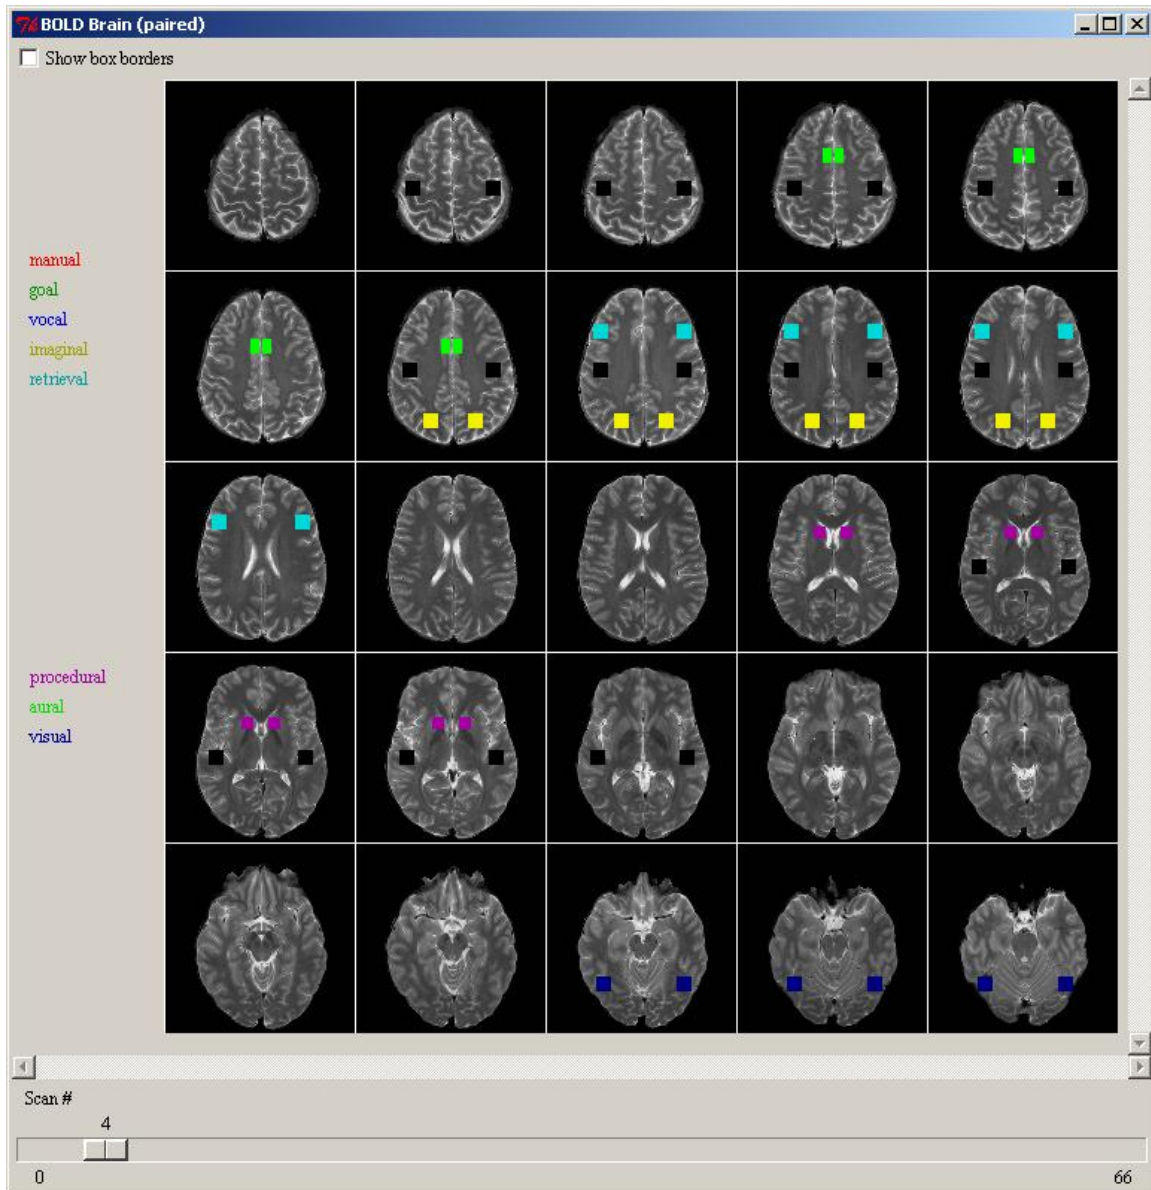 BOLD Brain (paired)
Show box borders
manual
goal
vocal
imaginal
retrieval
procedural
aural
visual
Scan #
4
0 66